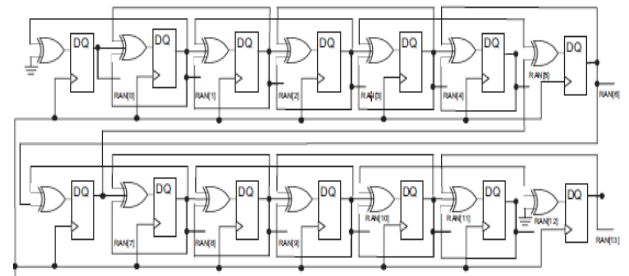 DQ DQ DQ DQ DQ DQ DQ
RAN[0] RAN[1] RAN[2] RAN[3] RAN[4] RAN[5] RAN[6]
DQ DQ DQ DQ DQ DQ DQ
RAN[7] RAN[8] RAN[9] RAN[10] RAN[11] RAN[12] RAN[13]